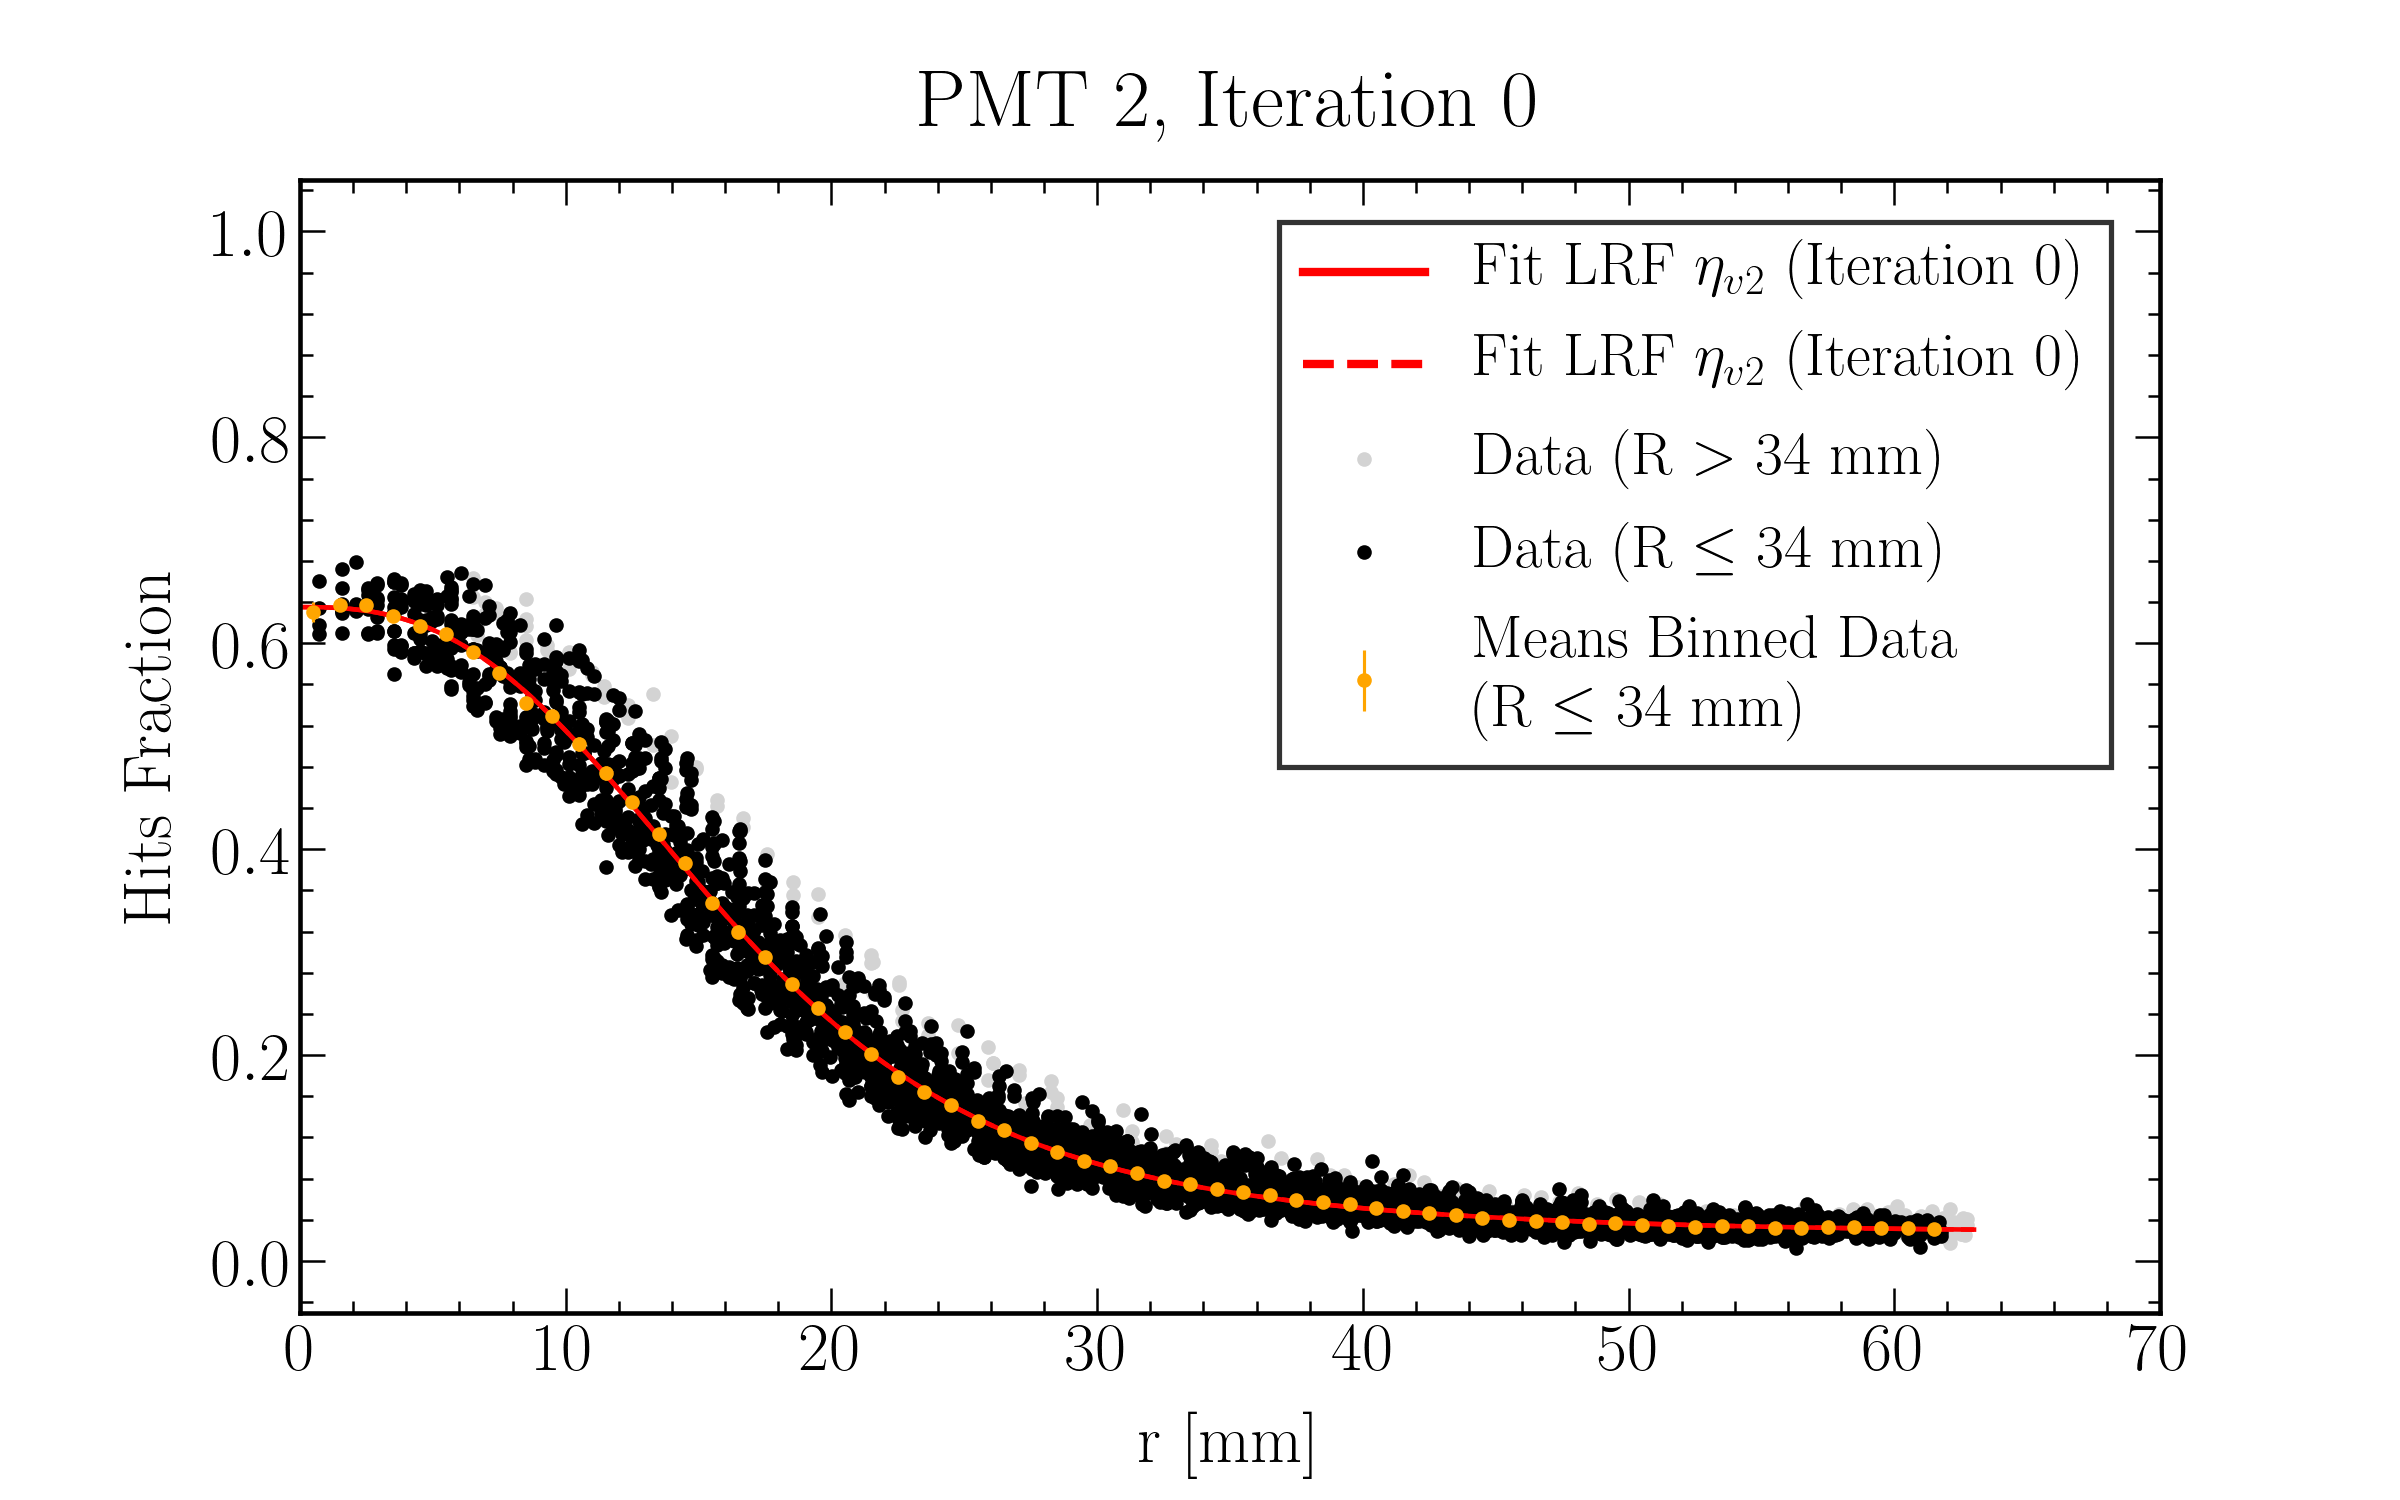 PMT 2, Iteration 0
Hits Fraction
1.0
0.8
0.6
0.4
0.2
0.0
Fit LRF ηv2 (Iteration 0)
Fit LRF ηv2 (Iteration 0)
Data (R > 34 mm)
Data (R ≤ 34 mm)
Means Binned Data
(R ≤ 34 mm)
0 10 20 30 40 50 60 70
r [mm]